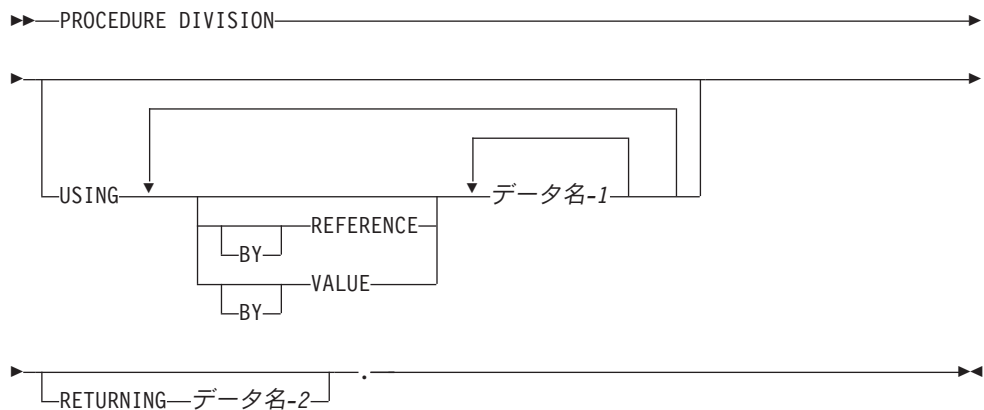 PROCEDURE DIVISION
USING
データ名-1
REFERENCE
BY
VALUE
BY
.
RETURNING データ名-2